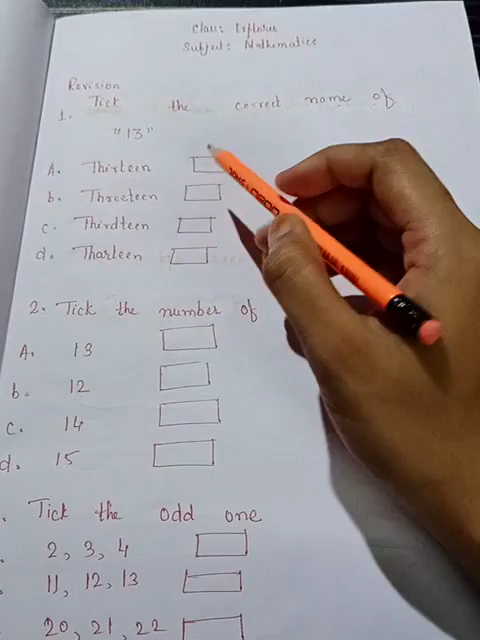 Class: Explorus
Subject: Mathematics
Revision
1. Tick the correct name of
"13"
A. Thirteen
b. Threeteen
c. Thirdteen
d. Tharteen
2. Tick the number of
A. 13
b. 12
c. 14
d. 15
. Tick the odd one
. 2, 3, 4
. 11, 12, 13
20, 21, 22